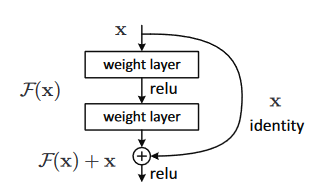 x
weight layer
relu
F(x)
weight layer
x
identity
F(x) + x
+
relu